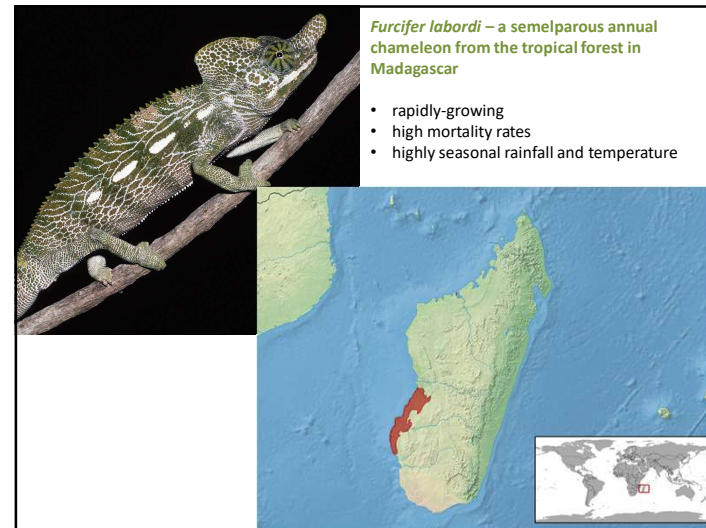 Furcifer labordi – a semelparous annual
chameleon from the tropical forest in
Madagascar
• rapidly-growing
• high mortality rates
• highly seasonal rainfall and temperature